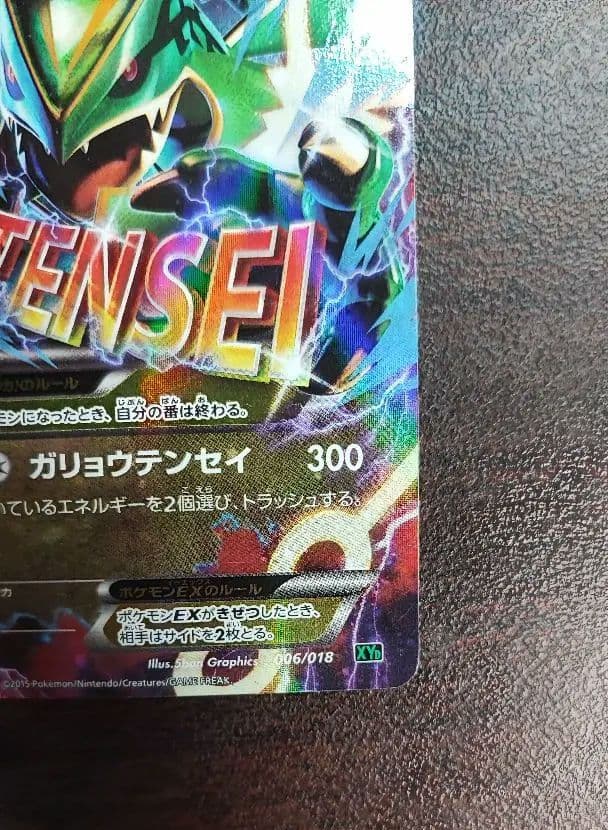 TENSEI
のルール
モンになったとき、自分の番は終わる。
ガリョウテンセイ 300
いているエネルギーを2個選び、トラッシュする。
ポケモンEXのルール
ポケモンEXがきぜつしたとき、
相手はサイドを2枚とる。
Illus.5ban Graphics 006/018 XY
©2015 Pokémon/Nintendo/Creatures/GAME FREAK.